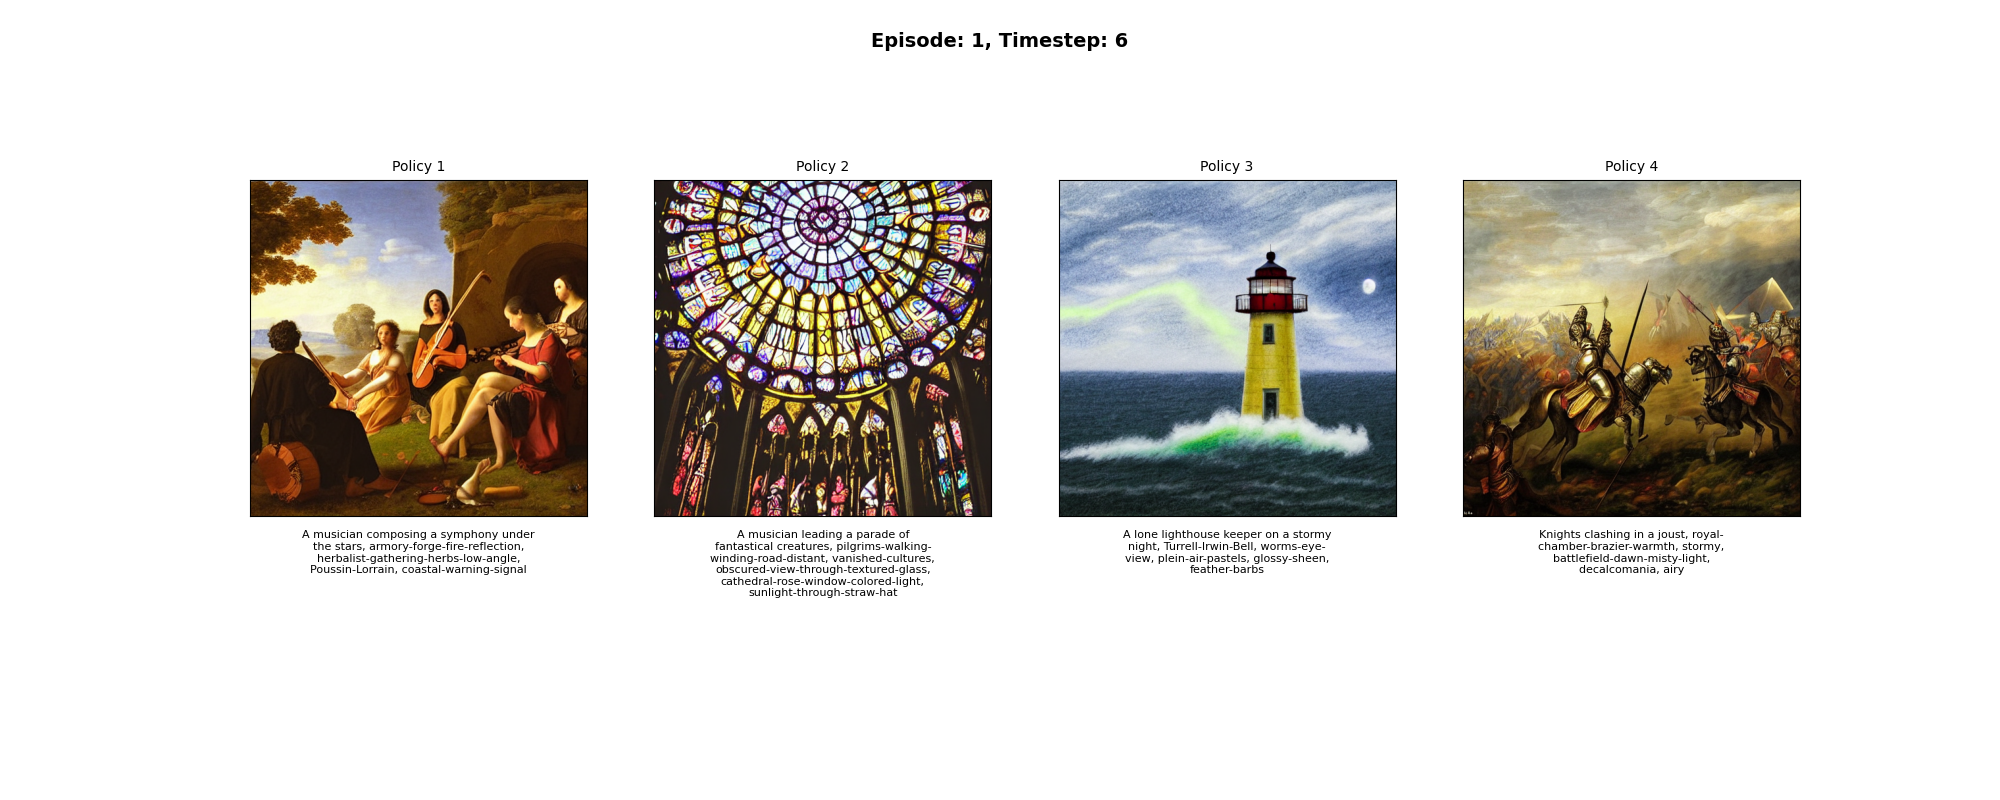 Episode: 1, Timestep: 6
Policy 1
A musician composing a symphony under
the stars, armory-forge-fire-reflection,
herbalist-gathering-herbs-low-angle,
Poussin-Lorrain, coastal-warning-signal
Policy 2
A musician leading a parade of
fantastical creatures, pilgrims-walking-
winding-road-distant, vanished-cultures,
obscured-view-through-textured-glass,
cathedral-rose-window-colored-light,
sunlight-through-straw-hat
Policy 3
A lone lighthouse keeper on a stormy
night, Turrell-Irwin-Bell, worms-eye-
view, plein-air-pastels, glossy-sheen,
feather-barbs
Policy 4
Knights clashing in a joust, royal-
chamber-brazier-warmth, stormy,
battlefield-dawn-misty-light,
decalcomania, airy